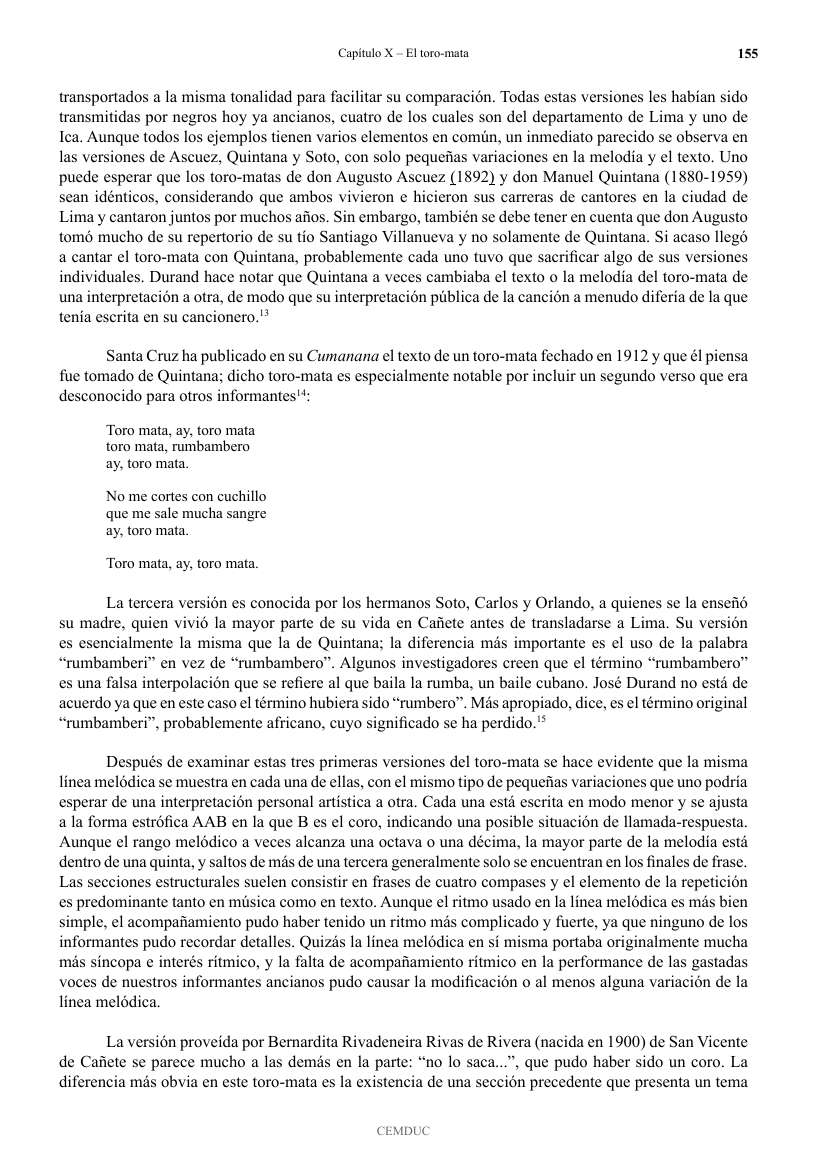 Capítulo X – El toro-mata
155
transportados a la misma tonalidad para facilitar su comparación. Todas estas versiones les habían sido
transmitidas por negros hoy ya ancianos, cuatro de los cuales son del departamento de Lima y uno de
Ica. Aunque todos los ejemplos tienen varios elementos en común, un inmediato parecido se observa en
las versiones de Ascuez, Quintana y Soto, con solo pequeñas variaciones en la melodía y el texto. Uno
puede esperar que los toro-matas de don Augusto Ascuez (1892) y don Manuel Quintana (1880-1959)
sean idénticos, considerando que ambos vivieron e hicieron sus carreras de cantores en la ciudad de
Lima y cantaron juntos por muchos años. Sin embargo, también se debe tener en cuenta que don Augusto
tomó mucho de su repertorio de su tío Santiago Villanueva y no solamente de Quintana. Si acaso llegó
a cantar el toro-mata con Quintana, probablemente cada uno tuvo que sacrificar algo de sus versiones
individuales. Durand hace notar que Quintana a veces cambiaba el texto o la melodía del toro-mata de
una interpretación a otra, de modo que su interpretación pública de la canción a menudo difería de la que
tenía escrita en su cancionero.13
Santa Cruz ha publicado en su Cumanana el texto de un toro-mata fechado en 1912 y que él piensa
fue tomado de Quintana; dicho toro-mata es especialmente notable por incluir un segundo verso que era
desconocido para otros informantes14:
Toro mata, ay, toro mata
toro mata, rumbambero
ay, toro mata.
No me cortes con cuchillo
que me sale mucha sangre
ay, toro mata.
Toro mata, ay, toro mata.
La tercera versión es conocida por los hermanos Soto, Carlos y Orlando, a quienes se la enseñó
su madre, quien vivió la mayor parte de su vida en Cañete antes de transladarse a Lima. Su versión
es esencialmente la misma que la de Quintana; la diferencia más importante es el uso de la palabra
“rumbamberi” en vez de “rumbambero”. Algunos investigadores creen que el término “rumbambero”
es una falsa interpolación que se refiere al que baila la rumba, un baile cubano. José Durand no está de
acuerdo ya que en este caso el término hubiera sido “rumbero”. Más apropiado, dice, es el término original
“rumbamberi”, probablemente africano, cuyo significado se ha perdido.15
Después de examinar estas tres primeras versiones del toro-mata se hace evidente que la misma
línea melódica se muestra en cada una de ellas, con el mismo tipo de pequeñas variaciones que uno podría
esperar de una interpretación personal artística a otra. Cada una está escrita en modo menor y se ajusta
a la forma estrófica AAB en la que B es el coro, indicando una posible situación de llamada-respuesta.
Aunque el rango melódico a veces alcanza una octava o una décima, la mayor parte de la melodía está
dentro de una quinta, y saltos de más de una tercera generalmente solo se encuentran en los finales de frase.
Las secciones estructurales suelen consistir en frases de cuatro compases y el elemento de la repetición
es predominante tanto en música como en texto. Aunque el ritmo usado en la línea melódica es más bien
simple, el acompañamiento pudo haber tenido un ritmo más complicado y fuerte, ya que ninguno de los
informantes pudo recordar detalles. Quizás la línea melódica en sí misma portaba originalmente mucha
más síncopa e interés rítmico, y la falta de acompañamiento rítmico en la performance de las gastadas
voces de nuestros informantes ancianos pudo causar la modificación o al menos alguna variación de la
línea melódica.
La versión proveída por Bernardita Rivadeneira Rivas de Rivera (nacida en 1900) de San Vicente
de Cañete se parece mucho a las demás en la parte: “no lo saca...”, que pudo haber sido un coro. La
diferencia más obvia en este toro-mata es la existencia de una sección precedente que presenta un tema
CEMDUC